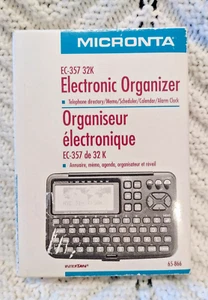 MICRONTA®
EC-357 32K
Electronic Organizer
■ Telephone directory/Memo/Scheduler/Calendar/Alarm Clock
Organiseur
électronique
EC-357 de 32 K
■ Annuaire, mémo, agenda, organisateur et réveil
63-866